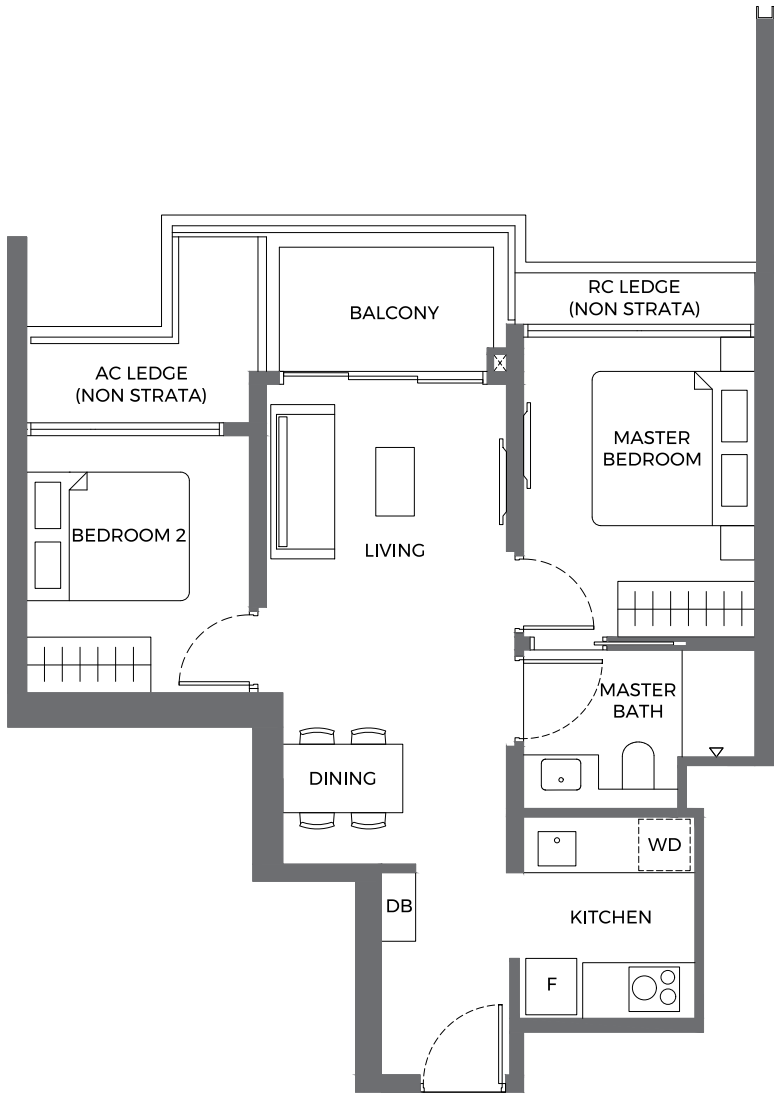 RC LEDGE
(NON STRATA)
BALCONY
AC LEDGE
(NON STRATA)
MASTER
BEDROOM
BEDROOM 2
LIVING
MASTER
BATH
DINING
WD
DB
KITCHEN
F